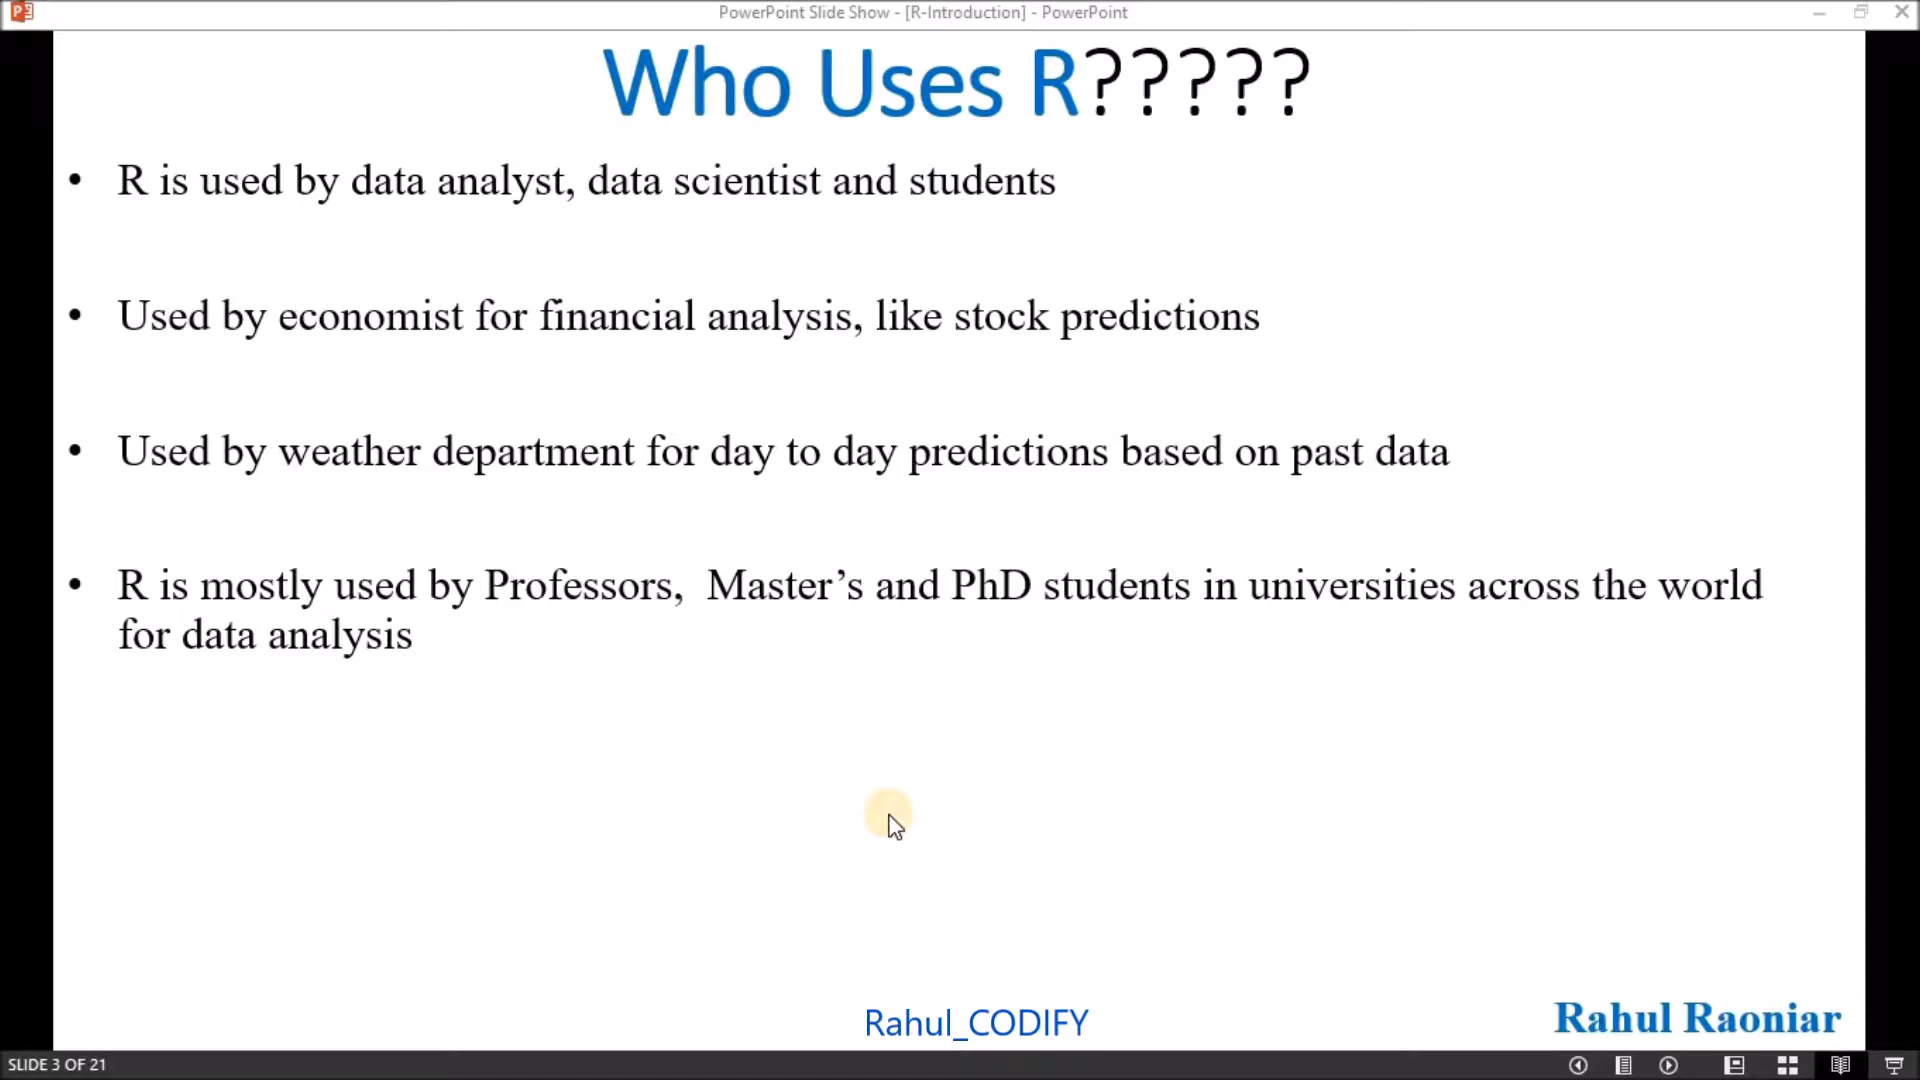 PowerPoint Slide Show - [R-Introduction] - PowerPoint
Who Uses R?????
• R is used by data analyst, data scientist and students
• Used by economist for financial analysis, like stock predictions
• Used by weather department for day to day predictions based on past data
• R is mostly used by Professors,  Master’s and PhD students in universities across the world
for data analysis
Rahul_CODIFY
Rahul Raoniar
SLIDE 3 OF 21